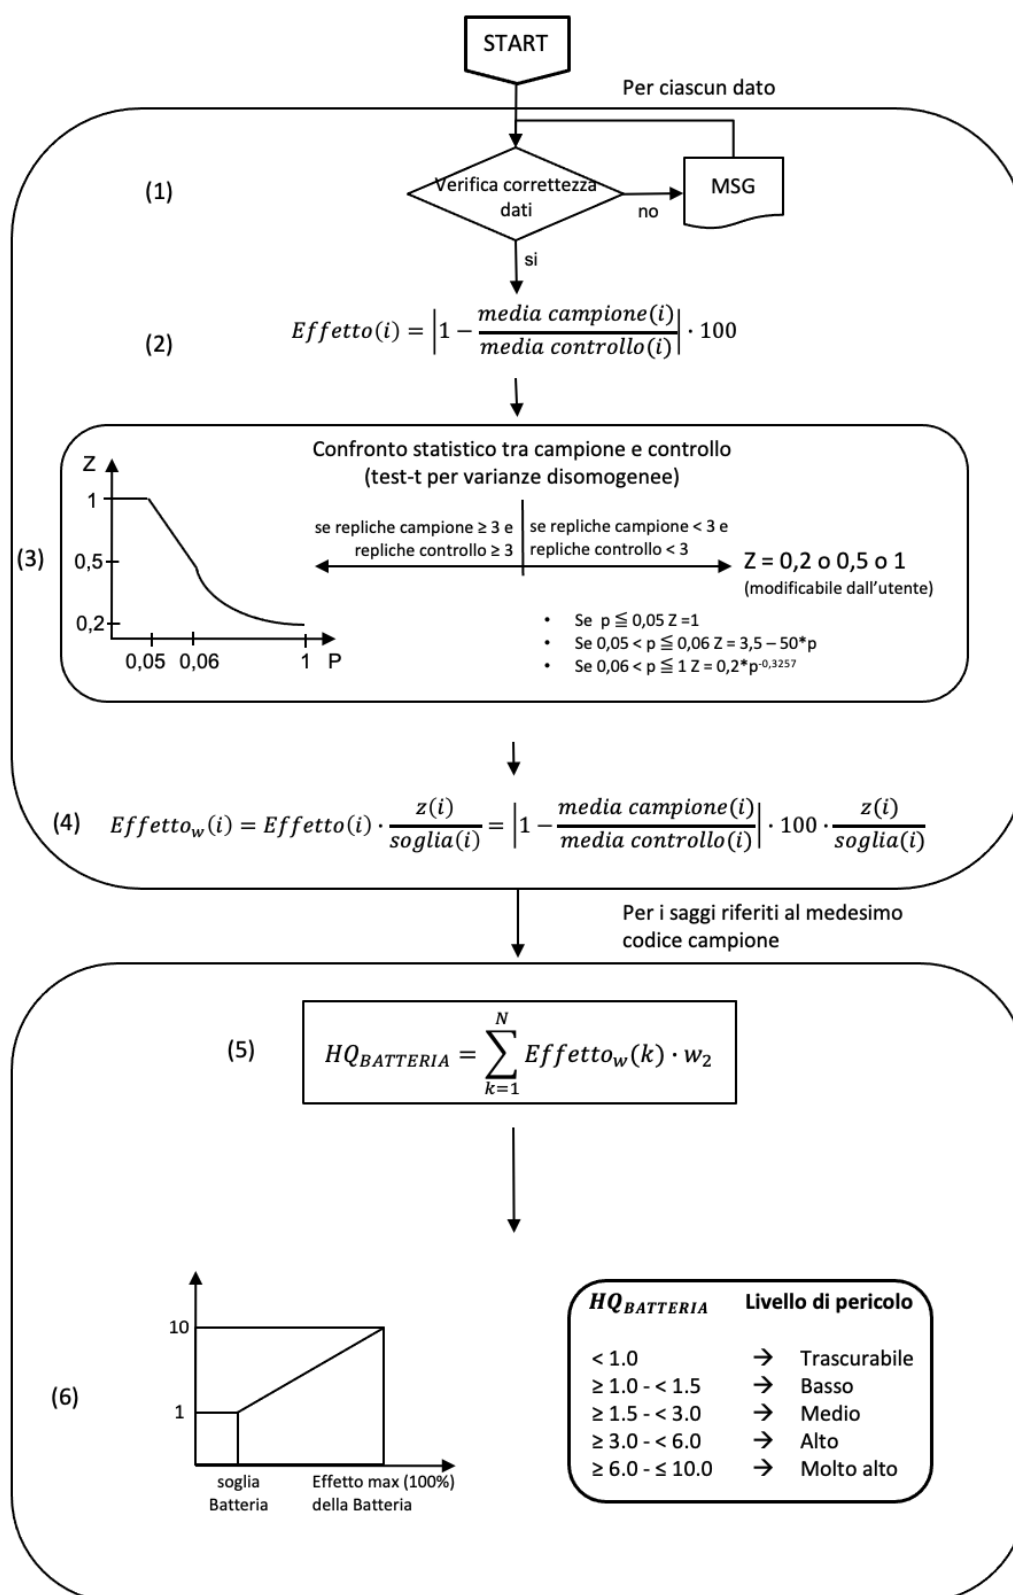 START
Per ciascun dato
(1)
Verifica correttezza
dati
no
MSG
si
(2)
Effetto(i) = |1 − media campione(i) / media controllo(i)| · 100
Confronto statistico tra campione e controllo
(test-t per varianze disomogenee)
(3)
Z
1
0,5
0,2
0,05
0,06
1
P
se repliche campione ≥ 3 e
repliche controllo ≥ 3
se repliche campione < 3 e
repliche controllo < 3
Z = 0,2 o 0,5 o 1
(modificabile dall'utente)
• Se p ≦ 0,05 Z =1
• Se 0,05 < p ≦ 0,06 Z = 3,5 – 50*p
• Se 0,06 < p ≦ 1 Z = 0,2*p-0,3257
(4)
Effettow(i) = Effetto(i) · z(i) / soglia(i) = |1 − media campione(i) / media controllo(i)| · 100 · z(i) / soglia(i)
Per i saggi riferiti al medesimo
codice campione
(5)
HQBATTERIA = ∑ N k=1 Effettow(k) · w2
(6)
10
1
soglia
Batteria
Effetto max (100%)
della Batteria
HQBATTERIA Livello di pericolo
< 1.0 → Trascurabile
≥ 1.0 - < 1.5 → Basso
≥ 1.5 - < 3.0 → Medio
≥ 3.0 - < 6.0 → Alto
≥ 6.0 - ≤ 10.0 → Molto alto